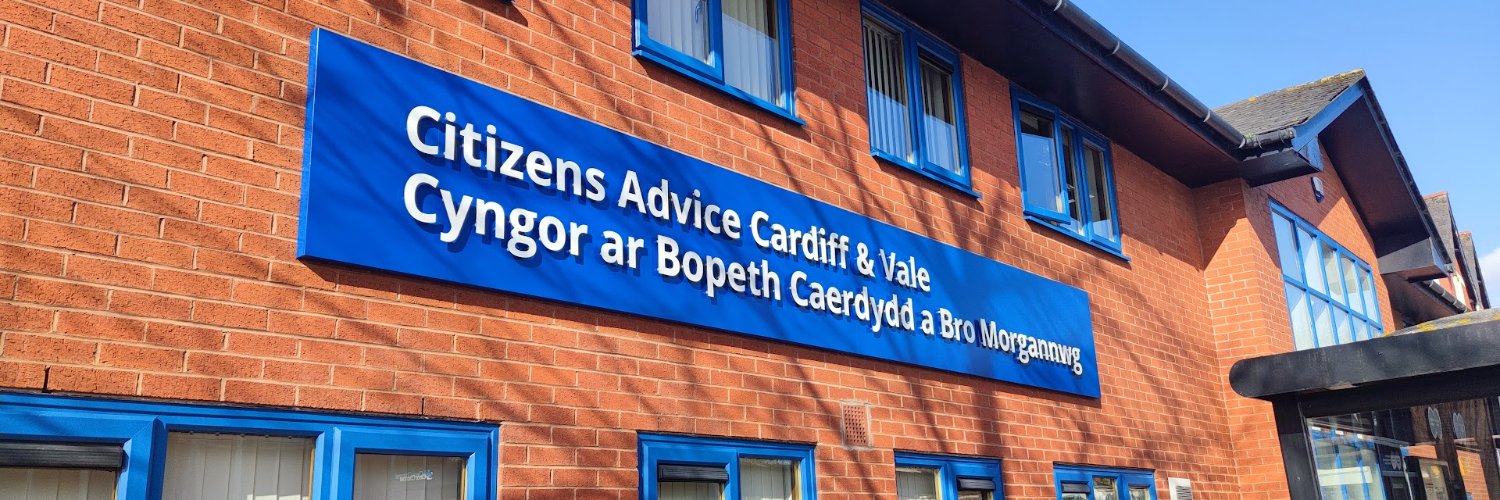 Citizens Advice Cardiff & Vale
Cyngor ar Bopeth Caerdydd a Bro Morgannwg